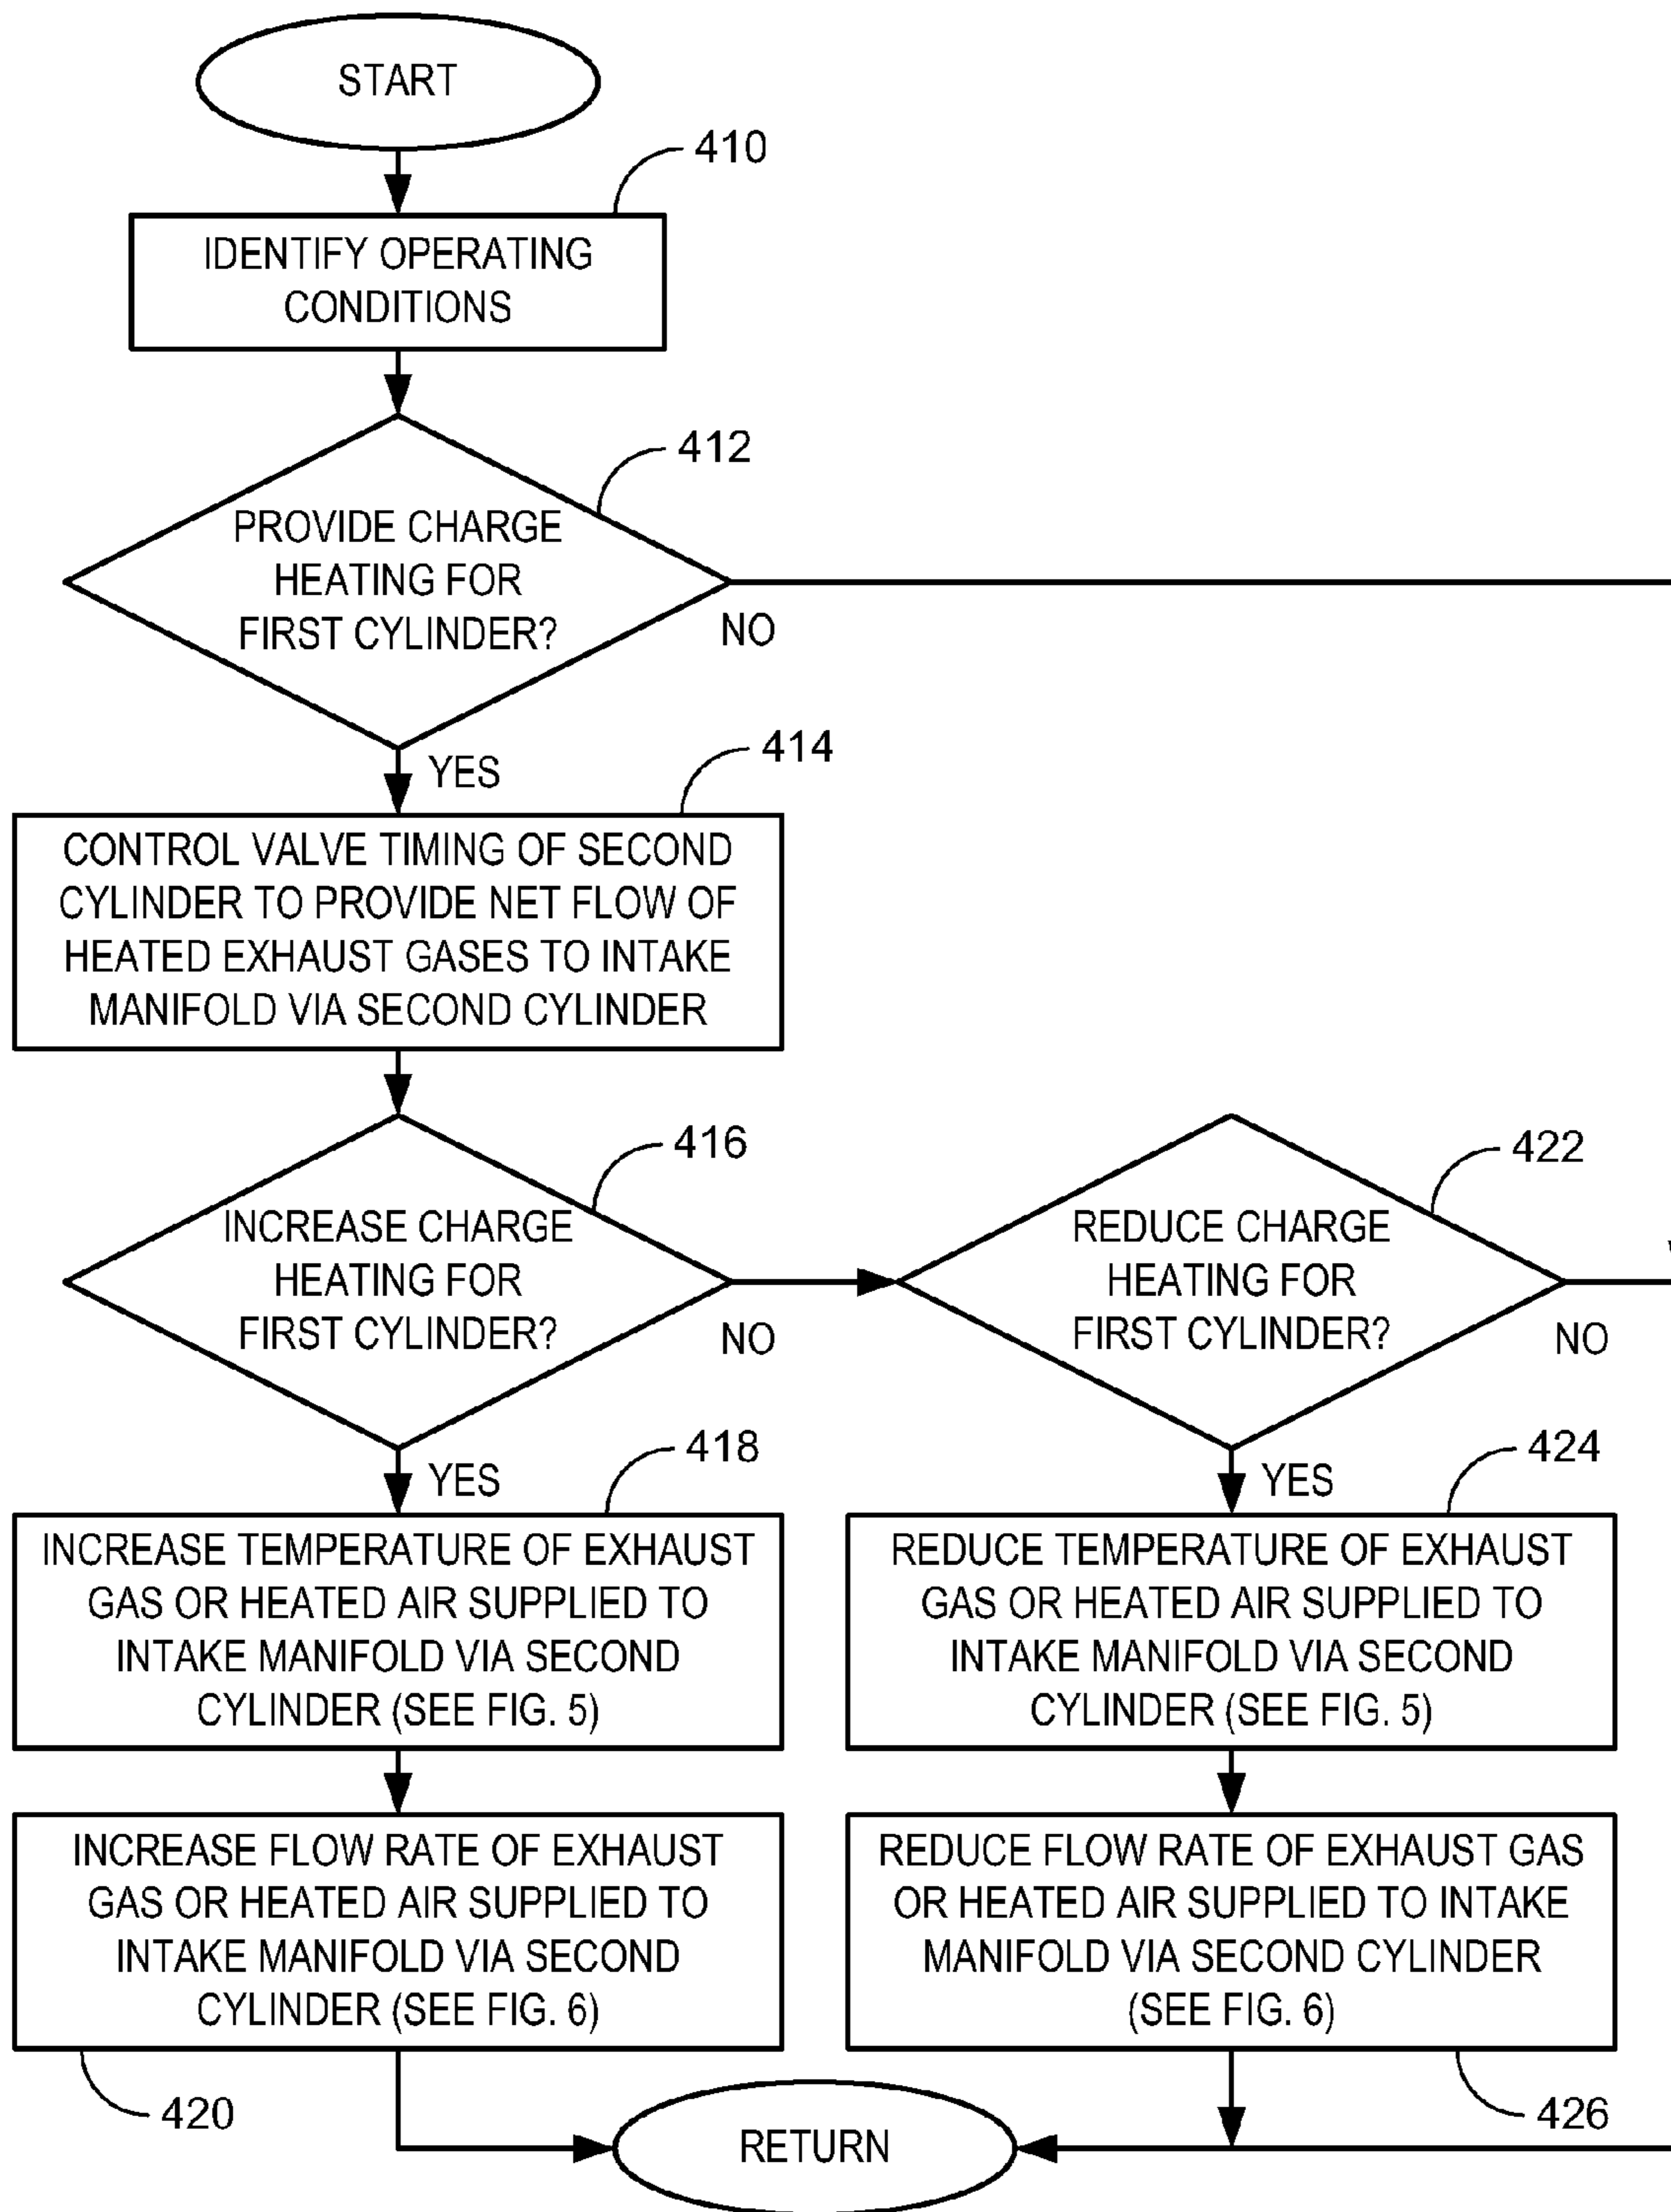 START
410
IDENTIFY OPERATING
CONDITIONS
412
PROVIDE CHARGE
HEATING FOR
FIRST CYLINDER?
NO
YES
414
CONTROL VALVE TIMING OF SECOND
CYLINDER TO PROVIDE NET FLOW OF
HEATED EXHAUST GASES TO INTAKE
MANIFOLD VIA SECOND CYLINDER
416
INCREASE CHARGE
HEATING FOR
FIRST CYLINDER?
NO
YES
422
REDUCE CHARGE
HEATING FOR
FIRST CYLINDER?
NO
YES
418
INCREASE TEMPERATURE OF EXHAUST
GAS OR HEATED AIR SUPPLIED TO
INTAKE MANIFOLD VIA SECOND
CYLINDER (SEE FIG. 5)
424
REDUCE TEMPERATURE OF EXHAUST
GAS OR HEATED AIR SUPPLIED TO
INTAKE MANIFOLD VIA SECOND
CYLINDER (SEE FIG. 5)
INCREASE FLOW RATE OF EXHAUST
GAS OR HEATED AIR SUPPLIED TO
INTAKE MANIFOLD VIA SECOND
CYLINDER (SEE FIG. 6)
420
REDUCE FLOW RATE OF EXHAUST GAS
OR HEATED AIR SUPPLIED TO INTAKE
MANIFOLD VIA SECOND CYLINDER
(SEE FIG. 6)
426
RETURN